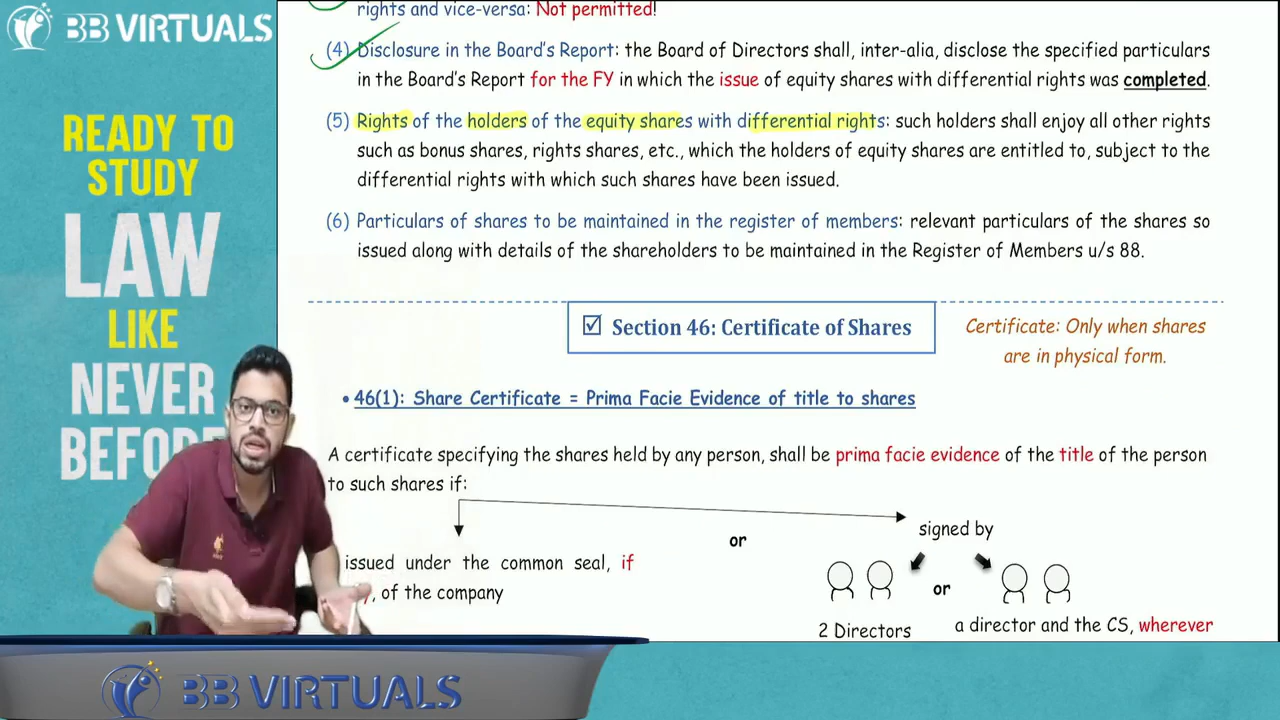 BB VIRTUALS
READY TO
STUDY
LAW
LIKE
NEVER
BEFORE
rights and vice-versa: Not permitted!
(4) Disclosure in the Board's Report: the Board of Directors shall, inter-alia, disclose the specified particulars
in the Board's Report for the FY in which the issue of equity shares with differential rights was completed.
(5) Rights of the holders of the equity shares with differential rights: such holders shall enjoy all other rights
such as bonus shares, rights shares, etc., which the holders of equity shares are entitled to, subject to the
differential rights with which such shares have been issued.
(6) Particulars of shares to be maintained in the register of members: relevant particulars of the shares so
issued along with details of the shareholders to be maintained in the Register of Members u/s 88.
Section 46: Certificate of Shares
Certificate: Only when shares
are in physical form.
• 46(1): Share Certificate = Prima Facie Evidence of title to shares
A certificate specifying the shares held by any person, shall be prima facie evidence of the title of the person
to such shares if:
signed by
or
issued under the common seal, if
, of the company
or
2 Directors
a director and the CS, wherever
BB VIRTUALS